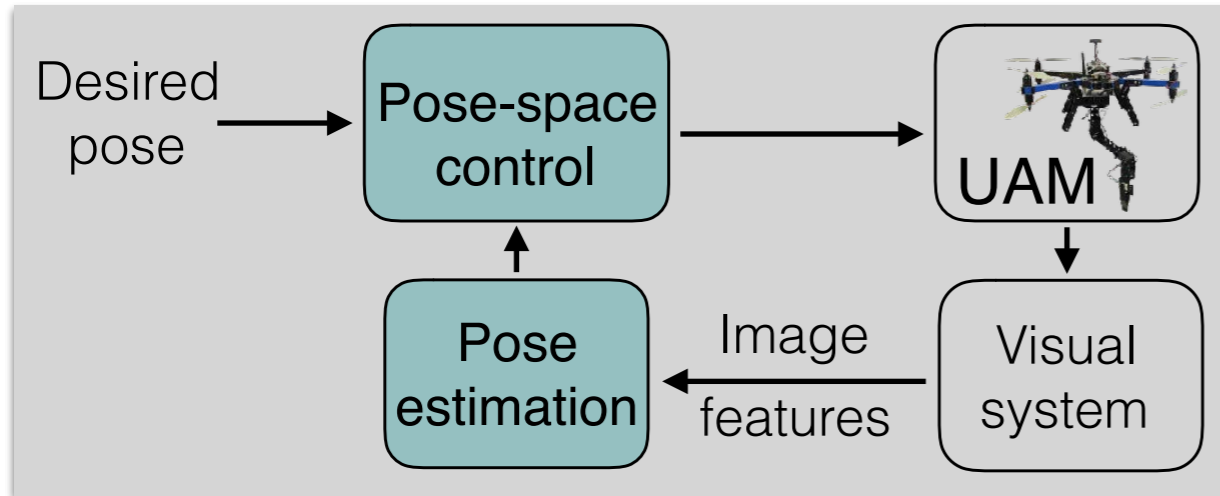 Desired
pose
Pose-space
control
UAM
Pose
estimation
Image
features
Visual
system